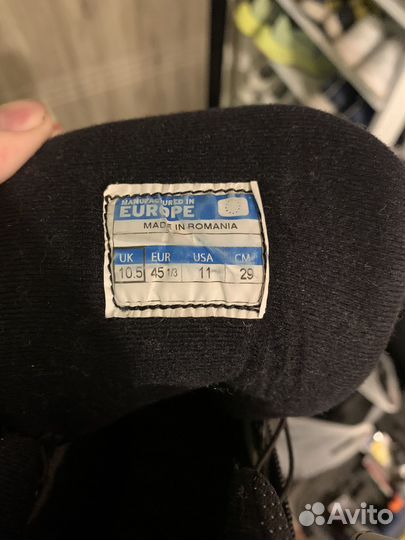 MANUFACTURED IN
EUROPE
MADE IN ROMANIA
UK EUR USA CM
10.5 45 1/3 11 29
Avito